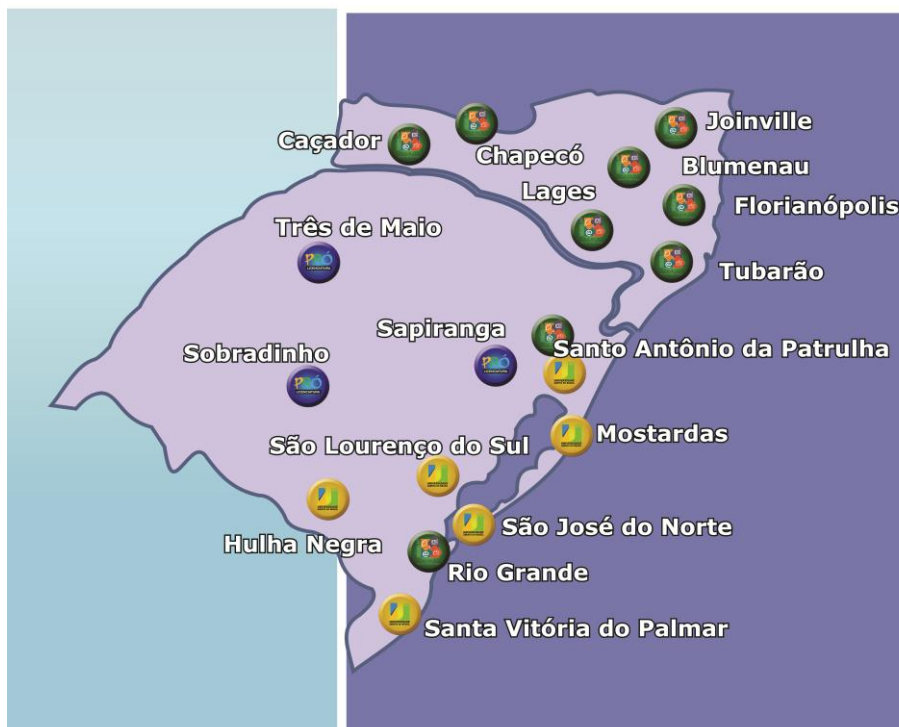 Joinville
Caçador
Chapecó
Blumenau
Lages
Florianópolis
Três de Maio
Tubarão
Sapiranga
Santo Antônio da Patrulha
Sobradinho
Mostardas
São Lourenço do Sul
São José do Norte
Hulha Negra
Rio Grande
Santa Vitória do Palmar